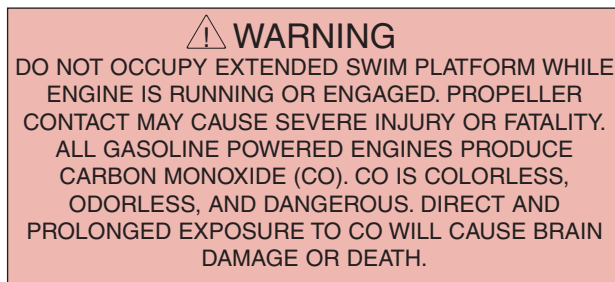 WARNING
DO NOT OCCUPY EXTENDED SWIM PLATFORM WHILE
ENGINE IS RUNNING OR ENGAGED. PROPELLER
CONTACT MAY CAUSE SEVERE INJURY OR FATALITY.
ALL GASOLINE POWERED ENGINES PRODUCE
CARBON MONOXIDE (CO). CO IS COLORLESS,
ODORLESS, AND DANGEROUS. DIRECT AND
PROLONGED EXPOSURE TO CO WILL CAUSE BRAIN
DAMAGE OR DEATH.